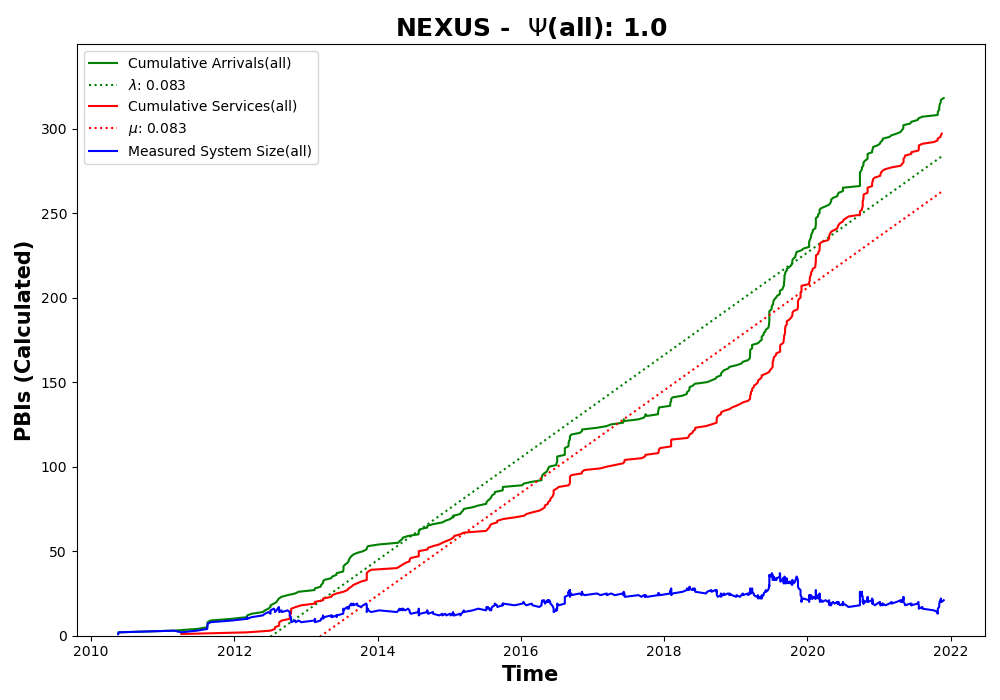 NEXUS - Ψ(all): 1.0
Cumulative Arrivals(all)
λ: 0.083
Cumulative Services(all)
μ: 0.083
Measured System Size(all)
PBIs (Calculated)
300
250
200
150
100
50
0
2010 2012 2014 2016 2018 2020 2022
Time